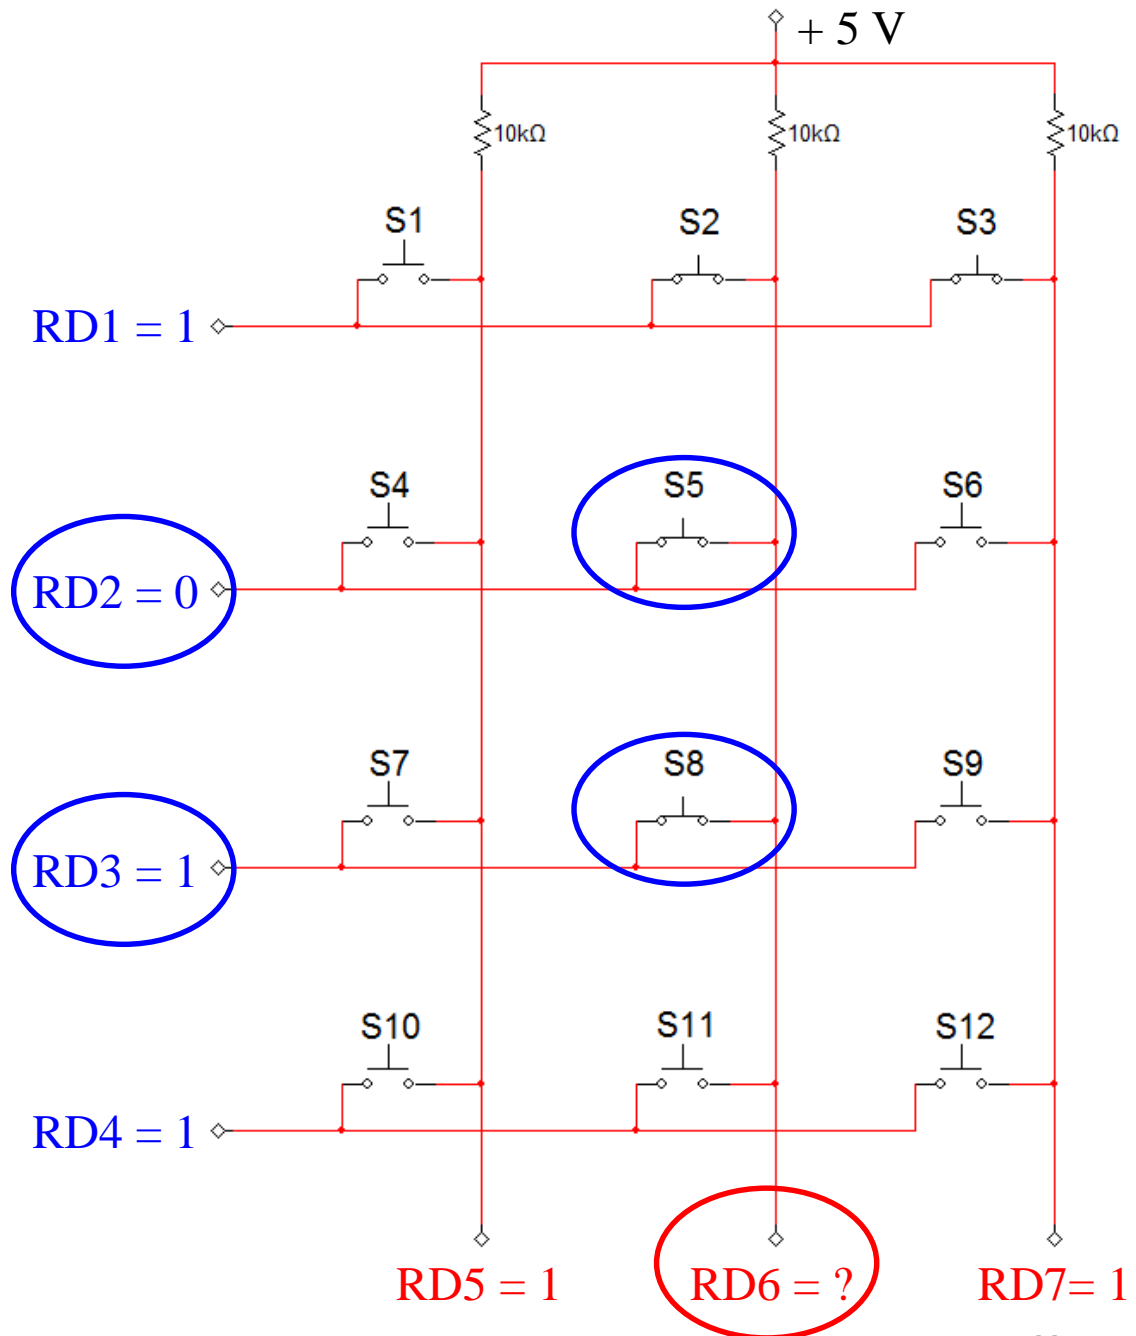 + 5 V
10kΩ
10kΩ
10kΩ
S1
S2
S3
RD1 = 1
S4
S5
S6
RD2 = 0
S7
S8
S9
RD3 = 1
S10
S11
S12
RD4 = 1
RD5 = 1
RD6 = ?
RD7= 1